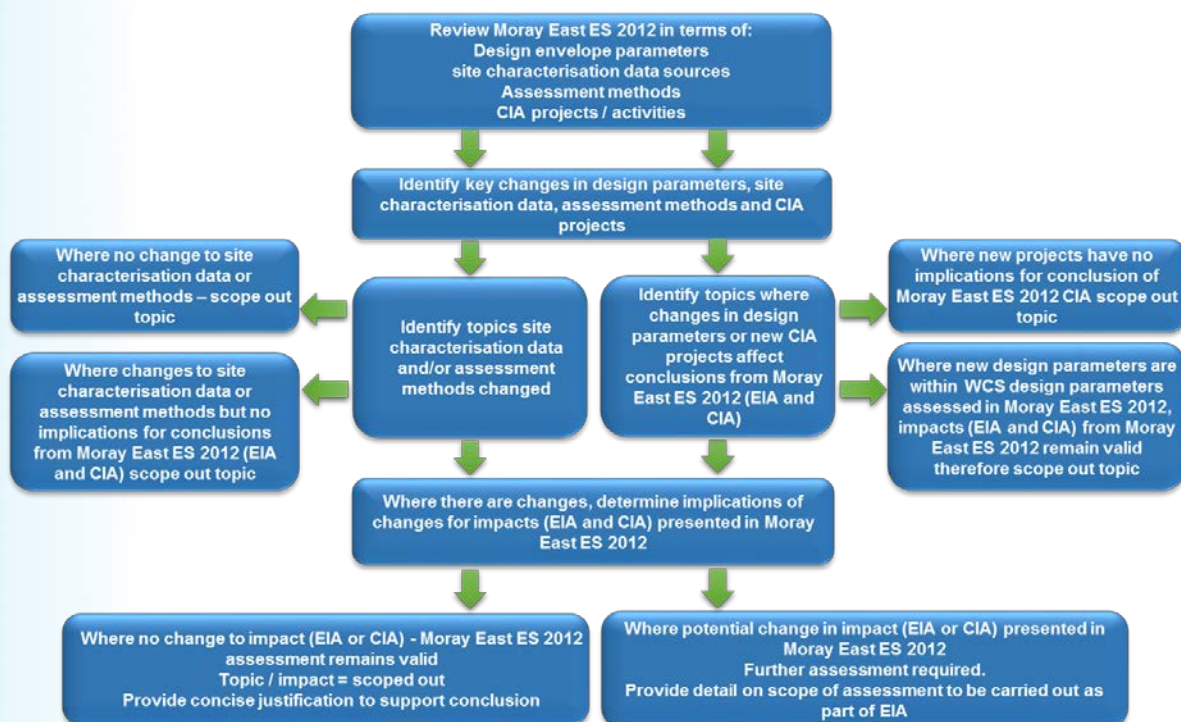 Review Moray East ES 2012 in terms of:
Design envelope parameters
site characterisation data sources
Assessment methods
CIA projects / activities
Identify key changes in design parameters, site
characterisation data, assessment methods and CIA
projects
Where no change to site
characterisation data or
assessment methods – scope out
topic
Where changes to site
characterisation data or
assessment methods but no
implications for conclusions
from Moray East ES 2012 (EIA
and CIA) scope out topic
Identify topics site
characterisation data
and/or assessment
methods changed
Identify topics where
changes in design
parameters or new CIA
projects affect
conclusions from Moray
East ES 2012 (EIA and
CIA)
Where new projects have no
implications for conclusion of
Moray East ES 2012 CIA scope out
topic
Where new design parameters are
within WCS design parameters
assessed in Moray East ES 2012,
impacts (EIA and CIA) from Moray
East ES 2012 remain valid
therefore scope out topic
Where there are changes, determine implications of
changes for impacts (EIA and CIA) presented in Moray
East ES 2012
Where no change to impact (EIA or CIA) - Moray East ES 2012
assessment remains valid
Topic / impact = scoped out
Provide concise justification to support conclusion
Where potential change in impact (EIA or CIA) presented in
Moray East ES 2012
Further assessment required.
Provide detail on scope of assessment to be carried out as
part of EIA